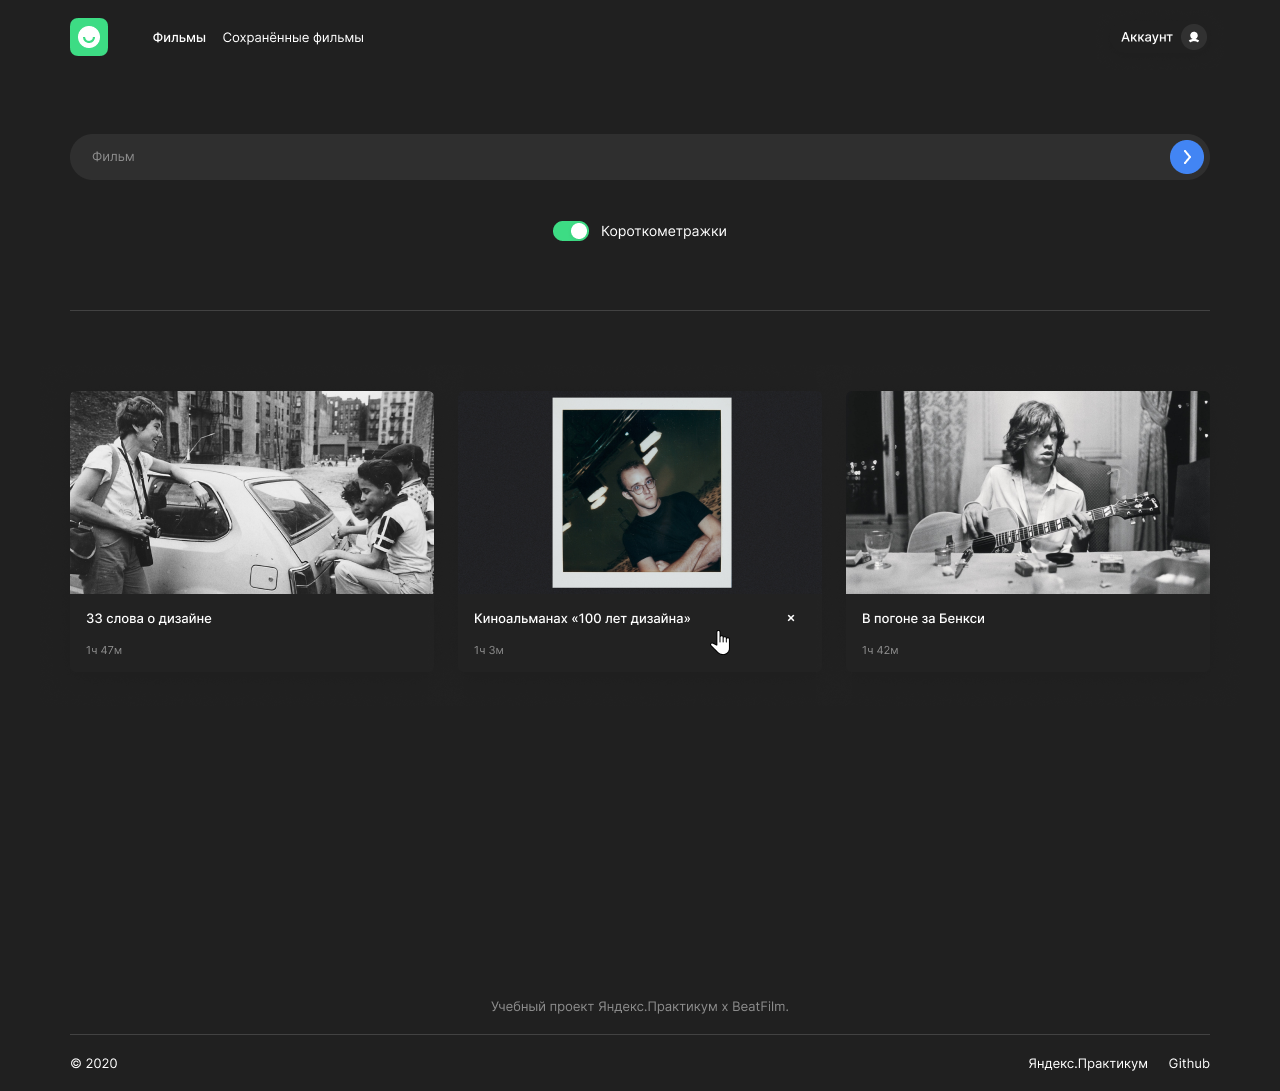 Фильмы Сохранённые фильмы Аккаунт
Фильм
Короткометражки
33 слова о дизайне
1ч 47м
Киноальманах «100 лет дизайна»
1ч 3м
В погоне за Бенкси
1ч 42м
Учебный проект Яндекс.Практикум х BeatFilm.
© 2020 Яндекс.Практикум Github